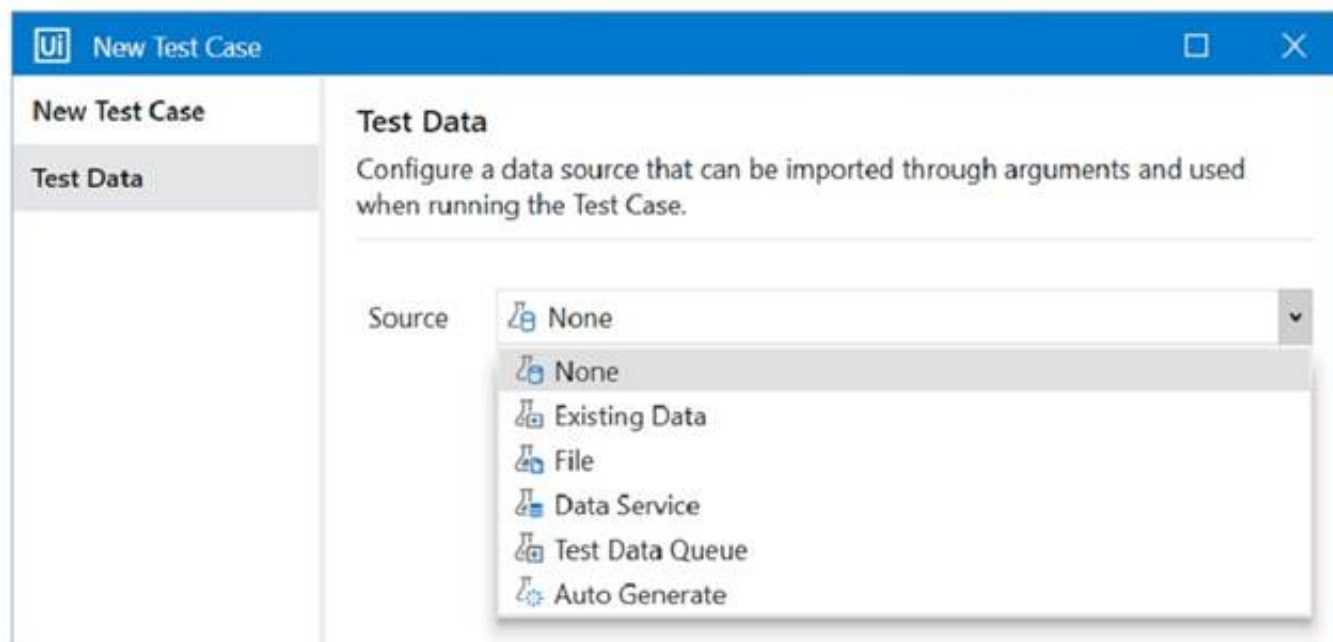 Ui New Test Case
New Test Case
Test Data
Test Data
Configure a data source that can be imported through arguments and used
when running the Test Case.
Source None
None
Existing Data
File
Data Service
Test Data Queue
Auto Generate